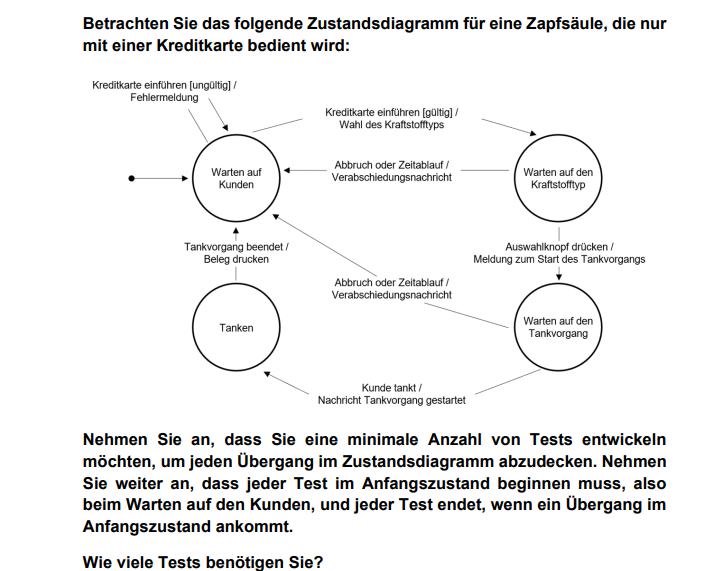 Betrachten Sie das folgende Zustandsdiagramm für eine Zapfsäule, die nur
mit einer Kreditkarte bedient wird:
Kreditkarte einführen [ungültig] /
Fehlermeldung
Kreditkarte einführen [gültig] /
Wahl des Kraftstofftyps
Warten auf
Kunden
Abbruch oder Zeitablauf /
Verabschiedungsnachricht
Warten auf den
Kraftstofftyp
Tankvorgang beendet /
Beleg drucken
Auswahlknopf drücken /
Meldung zum Start des Tankvorgangs
Abbruch oder Zeitablauf /
Verabschiedungsnachricht
Tanken
Warten auf den
Tankvorgang
Kunde tankt /
Nachricht Tankvorgang gestartet
Nehmen Sie an, dass Sie eine minimale Anzahl von Tests entwickeln
möchten, um jeden Übergang im Zustandsdiagramm abzudecken. Nehmen
Sie weiter an, dass jeder Test im Anfangszustand beginnen muss, also
beim Warten auf den Kunden, und jeder Test endet, wenn ein Übergang im
Anfangszustand ankommt.
Wie viele Tests benötigen Sie?